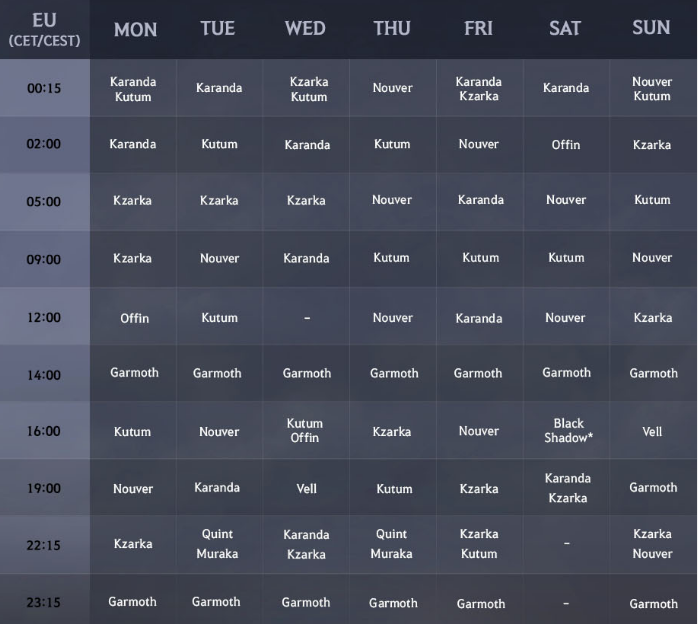 EU
(CET/CEST)
MON TUE WED THU FRI SAT SUN
00:15
Karanda
Kutum
Karanda
Kzarka
Kutum
Nouver
Karanda
Kzarka
Karanda
Nouver
Kutum
02:00 Karanda Kutum Karanda Kutum Nouver Offin Kzarka
05:00 Kzarka Kzarka Kzarka Nouver Karanda Nouver Kutum
09:00 Kzarka Nouver Karanda Kutum Kutum Kutum Nouver
12:00 Offin Kutum – Nouver Karanda Nouver Kzarka
14:00 Garmoth Garmoth Garmoth Garmoth Garmoth Garmoth Garmoth
16:00
Kutum
Nouver
Kutum
Offin
Kzarka
Nouver
Black
Shadow*
Vell
19:00
Nouver
Karanda
Vell
Kutum
Kzarka
Karanda
Kzarka
Garmoth
22:15
Kzarka
Quint
Muraka
Karanda
Kzarka
Quint
Muraka
Kzarka
Kutum
–
Kzarka
Nouver
23:15 Garmoth Garmoth Garmoth Garmoth Garmoth – Garmoth